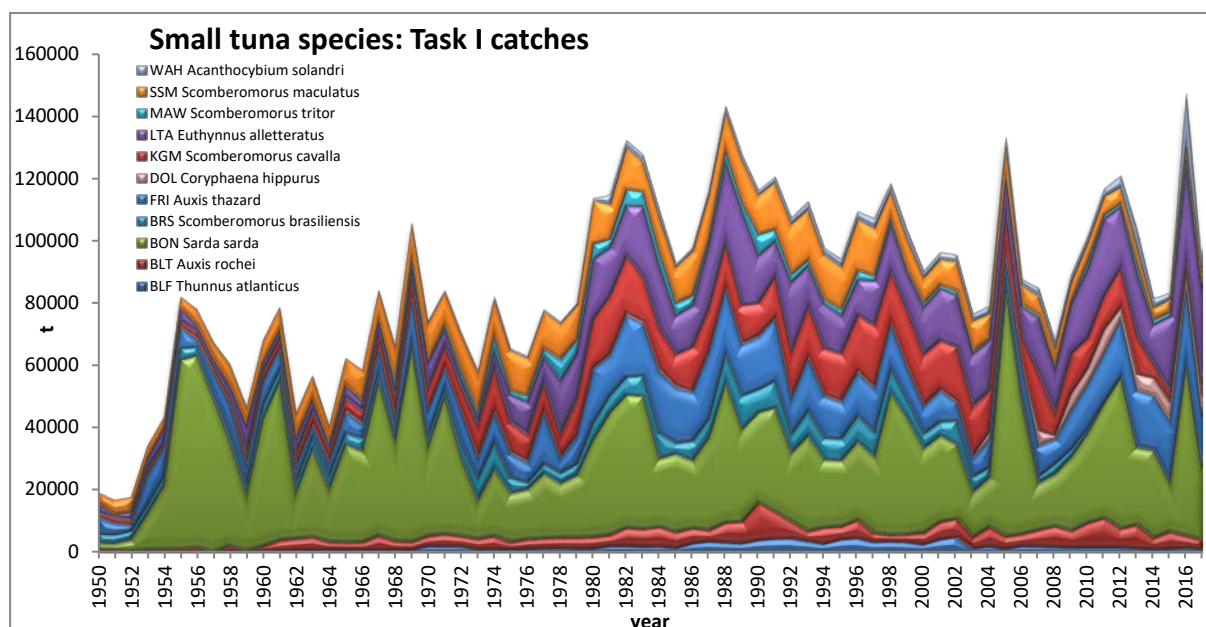 Small tuna species: Task I catches
WAH Acanthocybium solandri
SSM Scomberomorus maculatus
MAW Scomberomorus tritor
LTA Euthynnus alletteratus
KGM Scomberomorus cavalla
DOL Coryphaena hippurus
FRI Auxis thazard
BRS Scomberomorus brasiliensis
BON Sarda sarda
BLT Auxis rochei
BLF Thunnus atlanticus
160000
140000
120000
100000
80000
60000
40000
20000
0
t
1950 1952 1954 1956 1958 1960 1962 1964 1966 1968 1970 1972 1974 1976 1978 1980 1982 1984 1986 1988 1990 1992 1994 1996 1998 2000 2002 2004 2006 2008 2010 2012 2014 2016
year